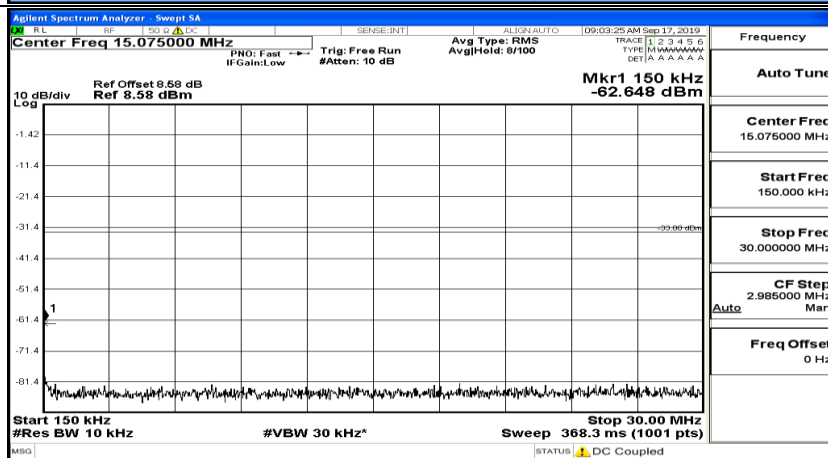 Agilent Spectrum Analyzer - Swept SA
RL RF 50 Ω DC SENSE:INT ALIGN AUTO 09:03:25 AM Sep 17, 2019
Center Freq 15.075000 MHz
PNO: Fast
IFGain:Low
Trig: Free Run
#Atten: 10 dB
Avg Type: RMS
Avg|Hold: 8/100
TRACE 1 2 3 4 5 6
TYPE M
DET A A A A A A
Ref Offset 8.58 dB
Ref 8.58 dBm
10 dB/div
Log
Mkr1 150 kHz
-62.648 dBm
-1.42
-11.4
-21.4
-31.4
-33.00 dBm
-41.4
-51.4
1
-61.4
-71.4
-81.4
Start 150 kHz
Stop 30.00 MHz
#Res BW 10 kHz
#VBW 30 kHz*
Sweep 368.3 ms (1001 pts)
MSG
STATUS
! DC Coupled
Frequency
Auto Tune
Center Freq
15.075000 MHz
Start Freq
150.000 kHz
Stop Freq
30.000000 MHz
CF Step
2.985000 MHz
Auto Man
Freq Offset
0 Hz